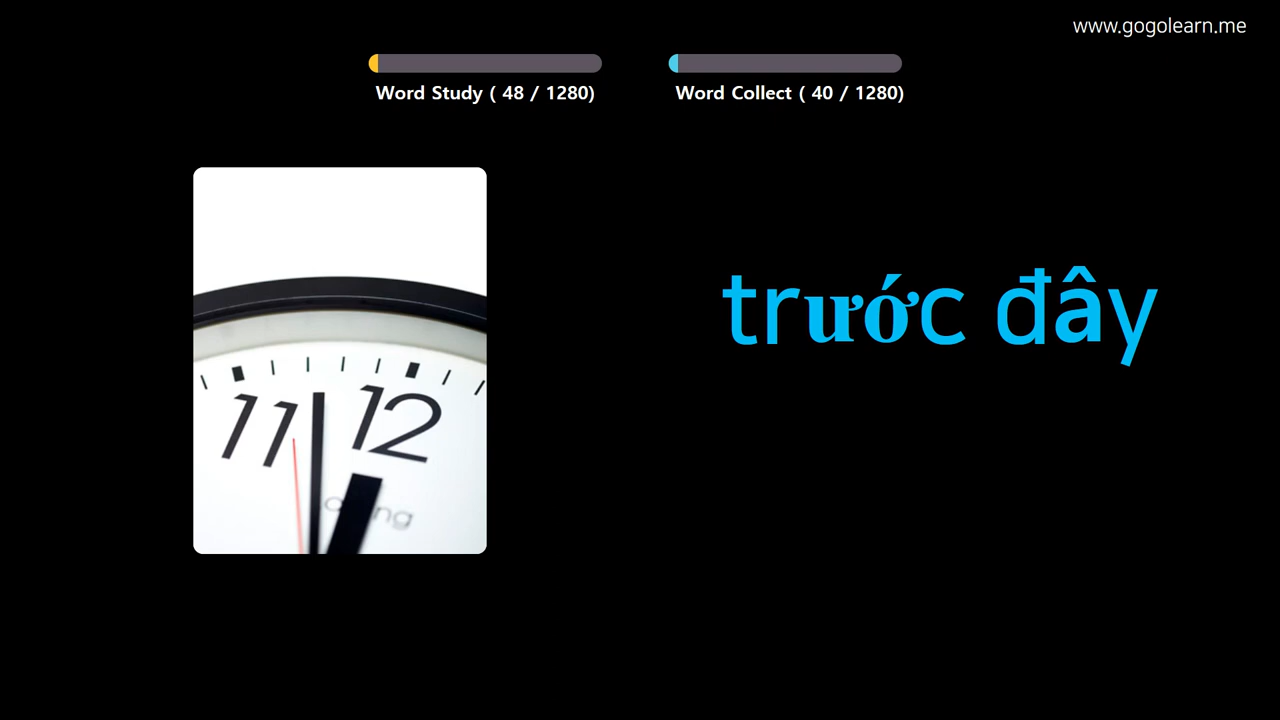 www.gogolearn.me
Word Study ( 48 / 1280)
Word Collect ( 40 / 1280)
trước đây
11
12